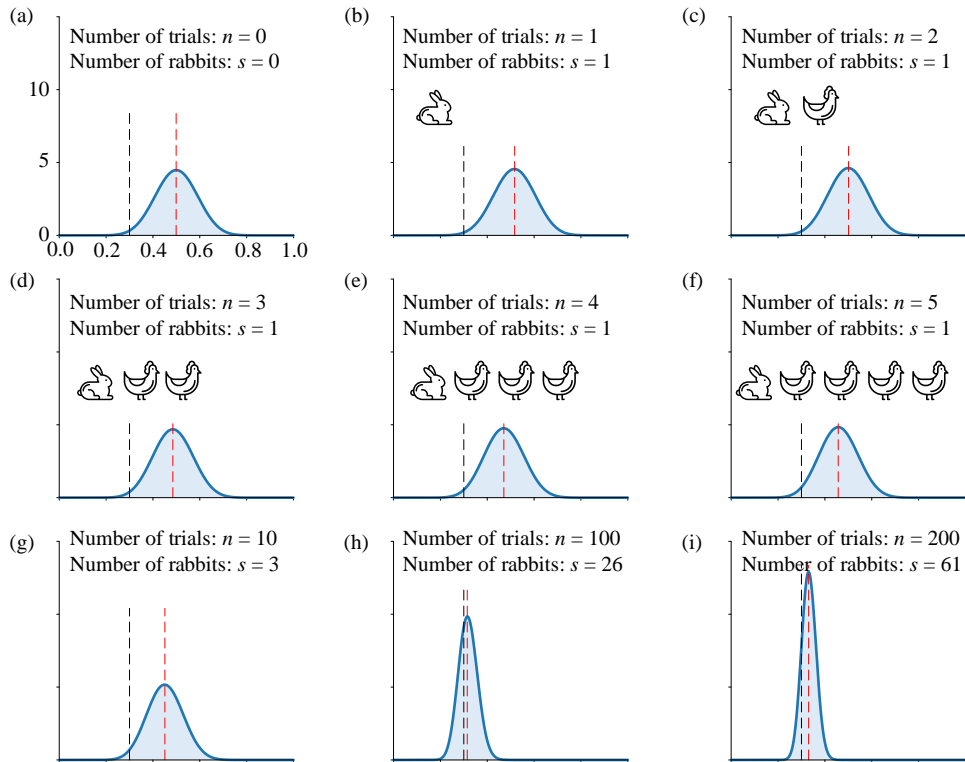 (a)
Number of trials: n = 0
Number of rabbits: s = 0
10
5
0
0.0 0.2 0.4 0.6 0.8 1.0
(b)
Number of trials: n = 1
Number of rabbits: s = 1
(c)
Number of trials: n = 2
Number of rabbits: s = 1
(d)
Number of trials: n = 3
Number of rabbits: s = 1
(e)
Number of trials: n = 4
Number of rabbits: s = 1
(f)
Number of trials: n = 5
Number of rabbits: s = 1
(g)
Number of trials: n = 10
Number of rabbits: s = 3
(h)
Number of trials: n = 100
Number of rabbits: s = 26
(i)
Number of trials: n = 200
Number of rabbits: s = 61